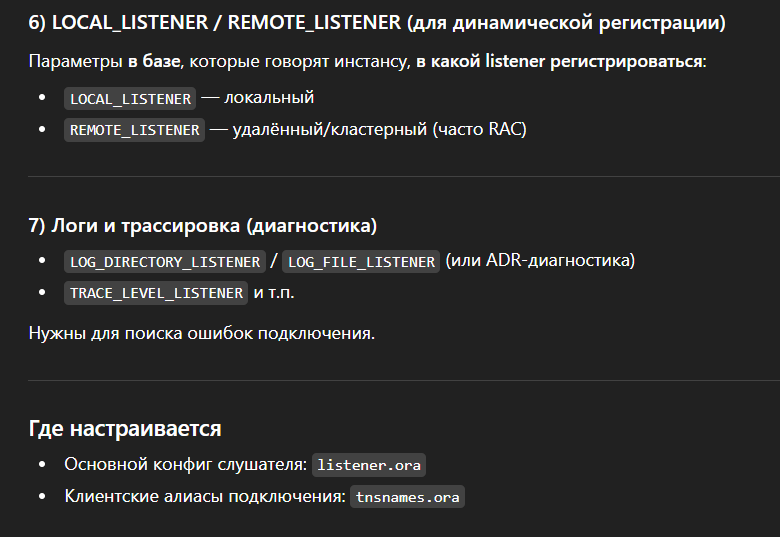 6) LOCAL_LISTENER / REMOTE_LISTENER (для динамической регистрации)
Параметры в базе, которые говорят инстансу, в какой listener регистрироваться:
• LOCAL_LISTENER — локальный
• REMOTE_LISTENER — удалённый/кластерный (часто RAC)
7) Логи и трассировка (диагностика)
• LOG_DIRECTORY_LISTENER / LOG_FILE_LISTENER (или ADR-диагностика)
• TRACE_LEVEL_LISTENER и т.п.
Нужны для поиска ошибок подключения.
Где настраивается
• Основной конфиг слушателя: listener.ora
• Клиентские алиасы подключения: tnsnames.ora